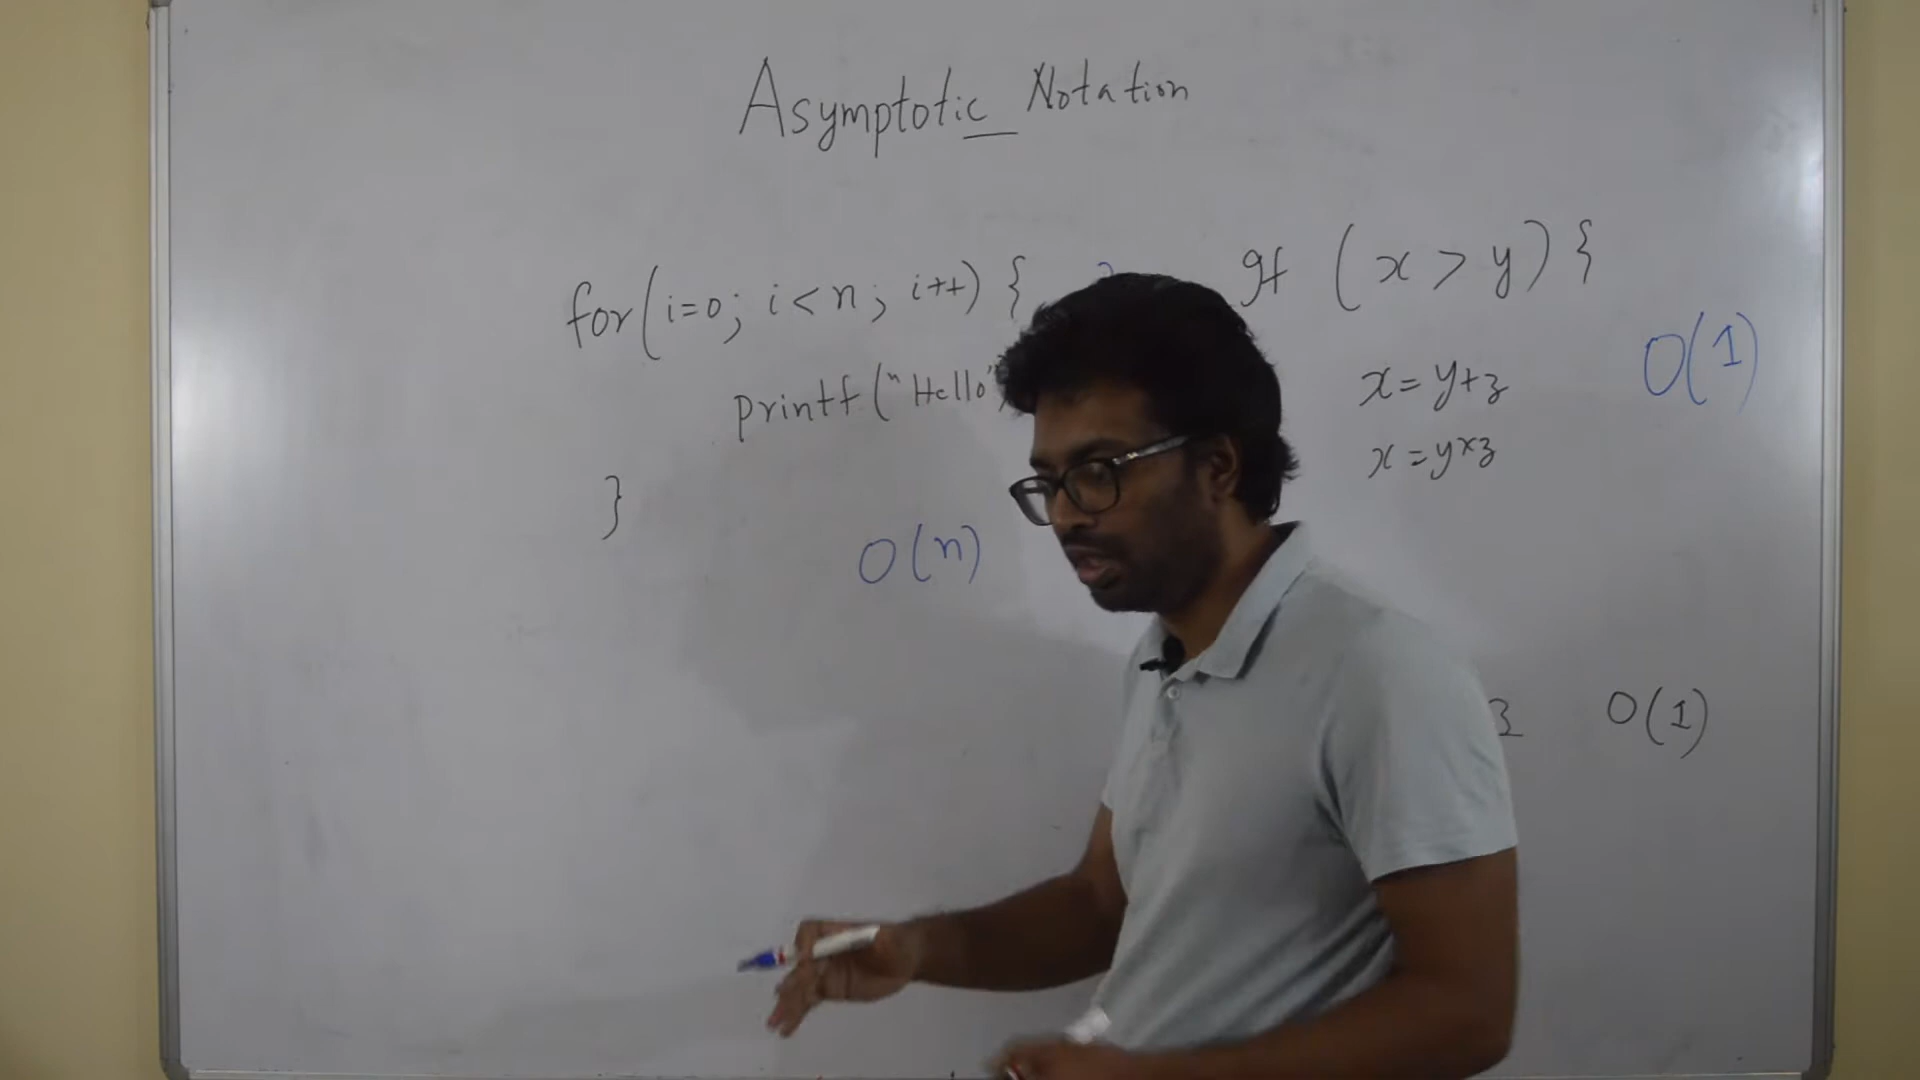 Asymptotic Notation
for(i=0; i<n; i++) {
printf("Hello"
}
O(n)
If (x > y) {
x = y+z
x = y×z
O(1)
O(1)